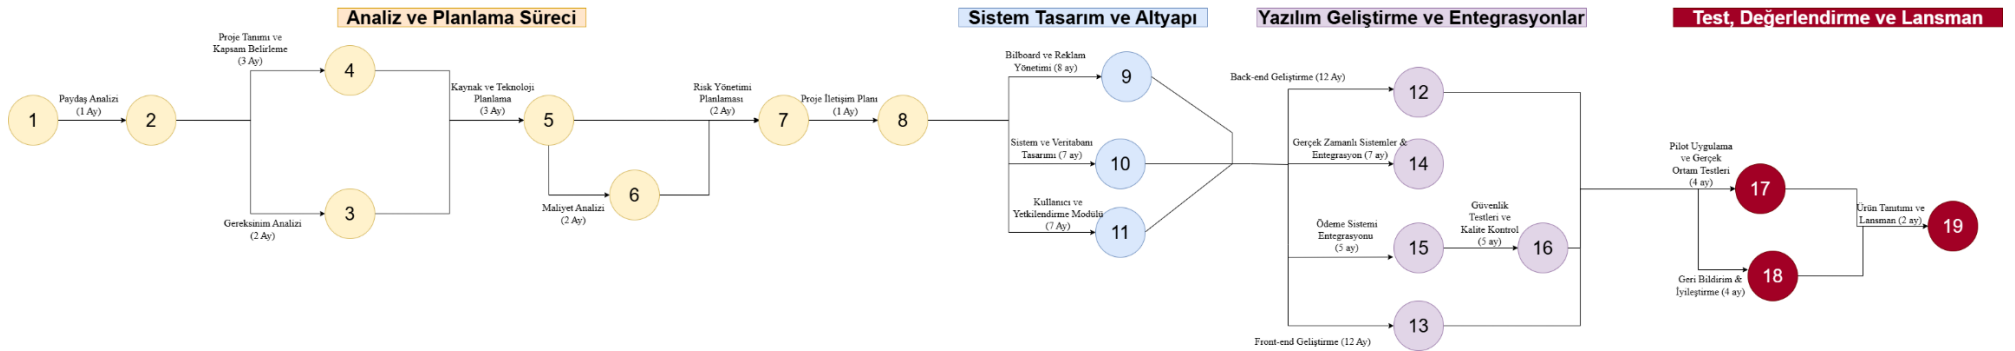 Analiz ve Planlama Süreci
Sistem Tasarım ve Altyapı
Yazılım Geliştirme ve Entegrasyonlar
Test, Değerlendirme ve Lansman
1
Paydaş Analizi
(1 Ay)
2
Proje Tanımı ve
Kapsam Belirleme
(3 Ay)
4
Gereksinim Analizi
(2 Ay)
3
Kaynak ve Teknoloji
Planlama
(3 Ay)
5
Maliyet Analizi
(2 Ay)
6
Risk Yönetimi
Planlaması
(2 Ay)
7
Proje İletişim Planı
(1 Ay)
8
Bilboard ve Reklam
Yönetimi (8 ay)
9
Sistem ve Veritabanı
Tasarımı (7 ay)
10
Kullanıcı ve
Yetkilendirme Modülü
(7 Ay)
11
Back-end Geliştirme (12 Ay)
12
Gerçek Zamanlı Sistemler &
Entegrasyon (7 ay)
14
Ödeme Sistemi
Entegrasyonu
(5 ay)
15
Güvenlik
Testleri ve
Kalite Kontrol
(5 ay)
16
Front-end Geliştirme (12 Ay)
13
Pilot Uygulama
ve Gerçek
Ortam Testleri
(4 ay)
17
Geri Bildirim &
İyileştirme (4 ay)
18
Ürün Tanıtımı ve
Lansman (2 ay)
19